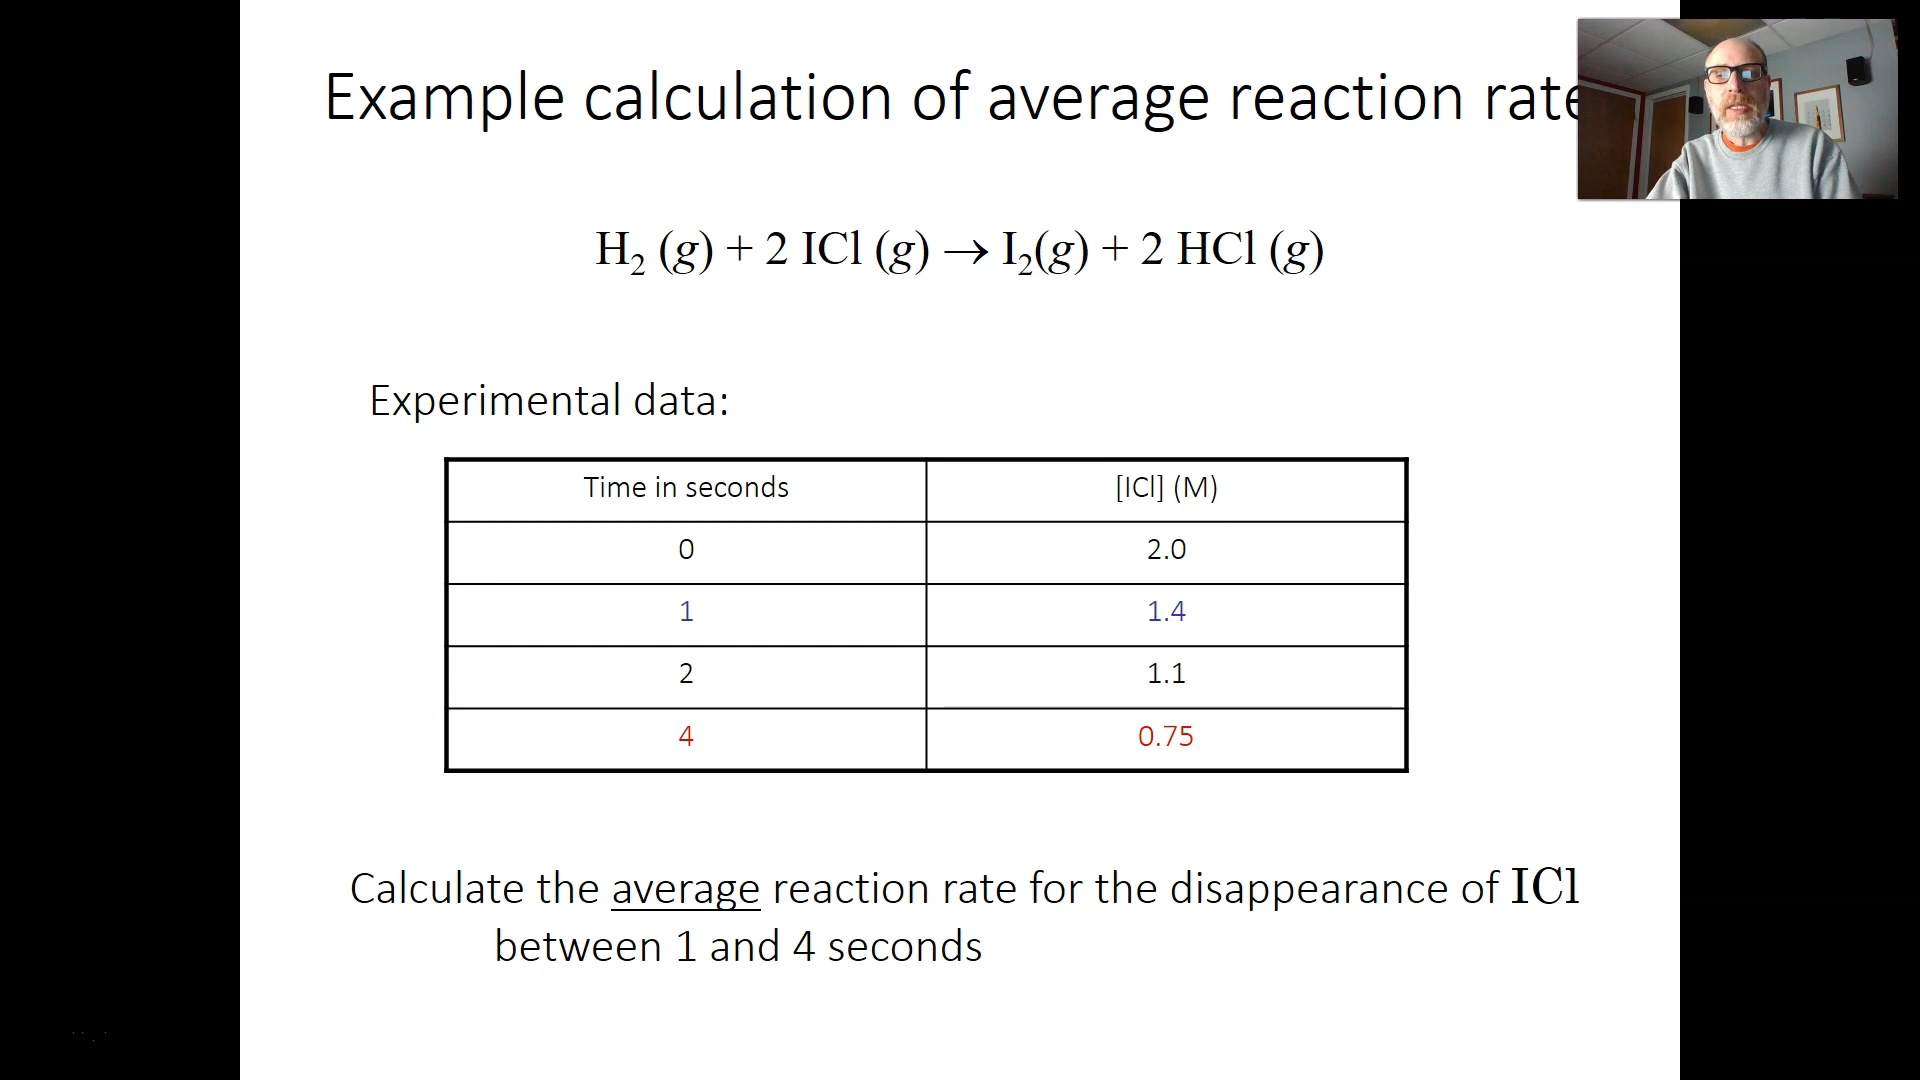 Example calculation of average reaction rate
H₂ (g) + 2 ICl (g) → I₂(g) + 2 HCl (g)
Experimental data:
Time in seconds [ICl] (M)
0 2.0
1 1.4
2 1.1
4 0.75
Calculate the average reaction rate for the disappearance of ICl
between 1 and 4 seconds